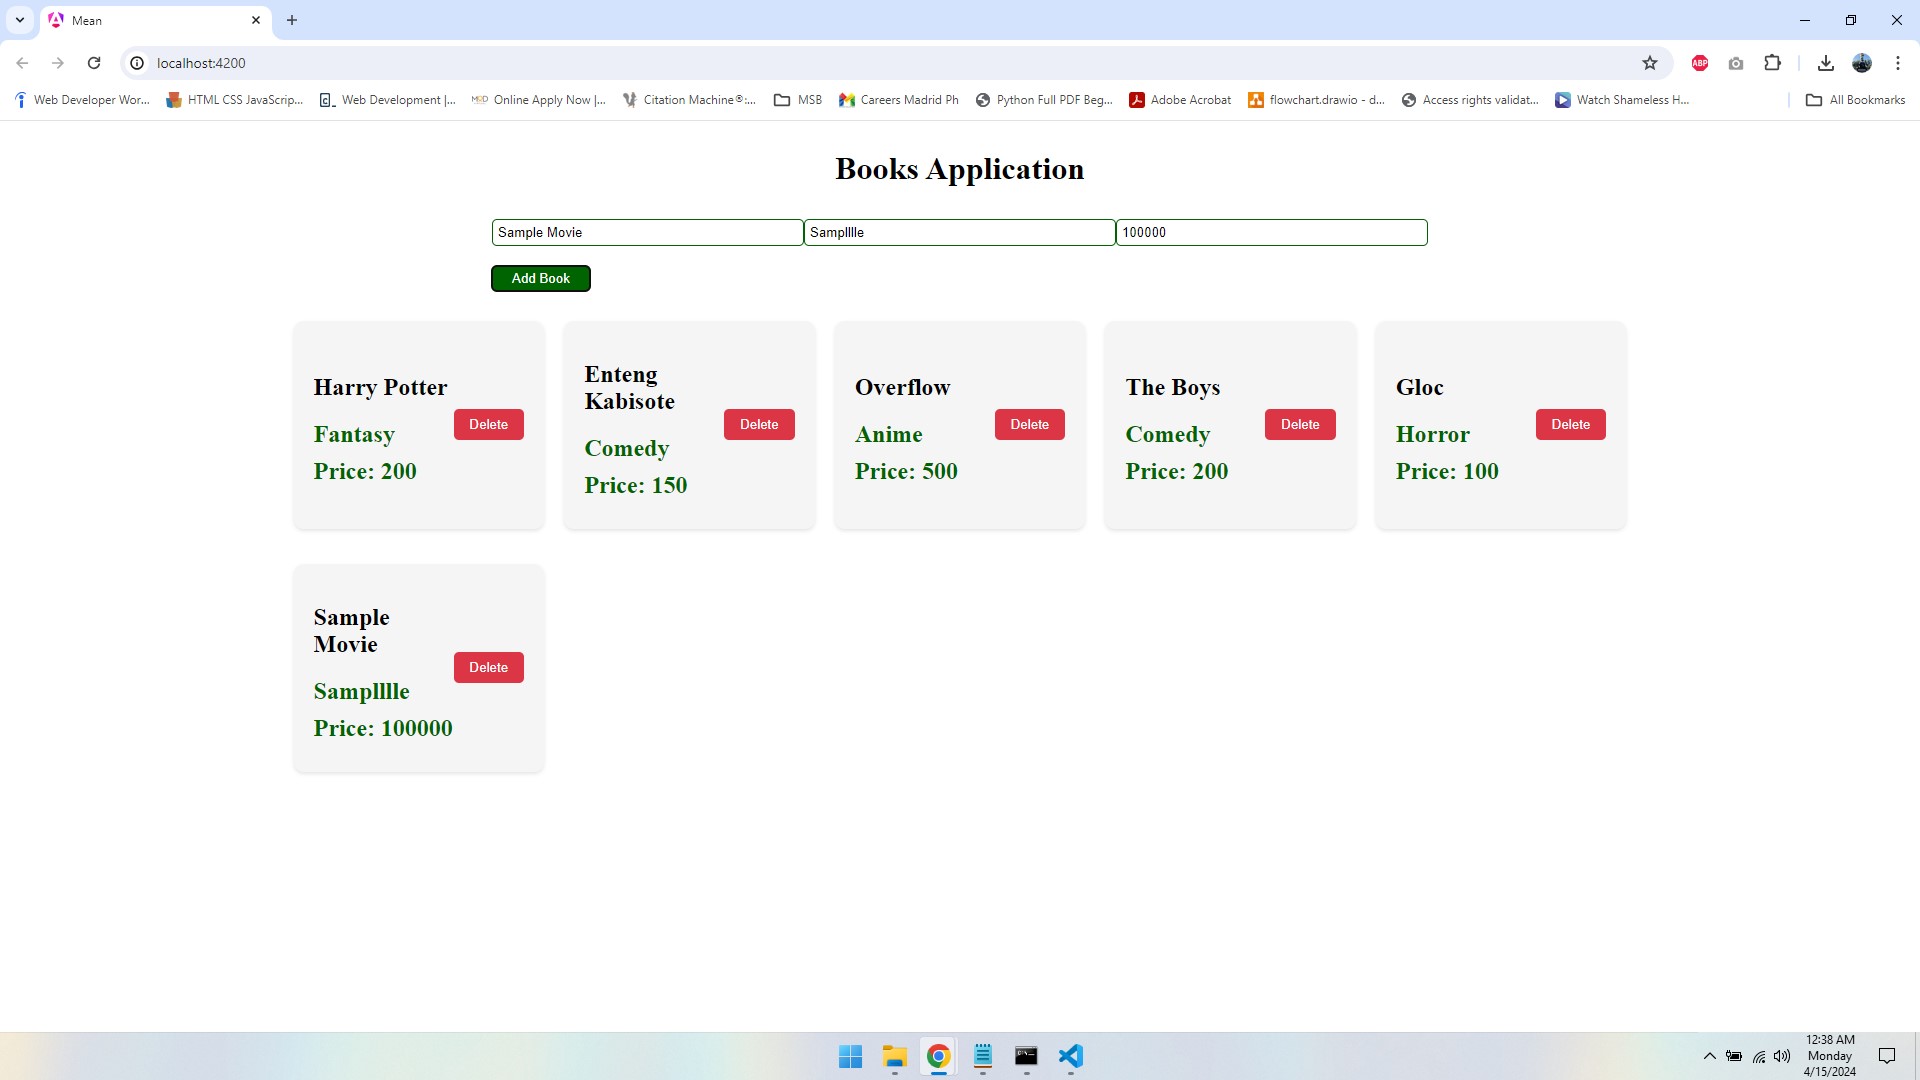 Mean
localhost:4200
ABP
Web Developer Wor...
HTML CSS JavaScrip...
Web Development |...
Online Apply Now |...
Citation Machine®:...
MSB
Careers Madrid Ph
Python Full PDF Beg...
Adobe Acrobat
flowchart.drawio - d...
Access rights validat...
Watch Shameless H...
All Bookmarks
Books Application
Sample Movie
Sampllllle
100000
Add Book
Harry Potter
Fantasy
Price: 200
Delete
Enteng
Kabisote
Comedy
Price: 150
Delete
Overflow
Anime
Price: 500
Delete
The Boys
Comedy
Price: 200
Delete
Gloc
Horror
Price: 100
Delete
Sample
Movie
Sampllllle
Price: 100000
Delete
12:38 AM
Monday
4/15/2024